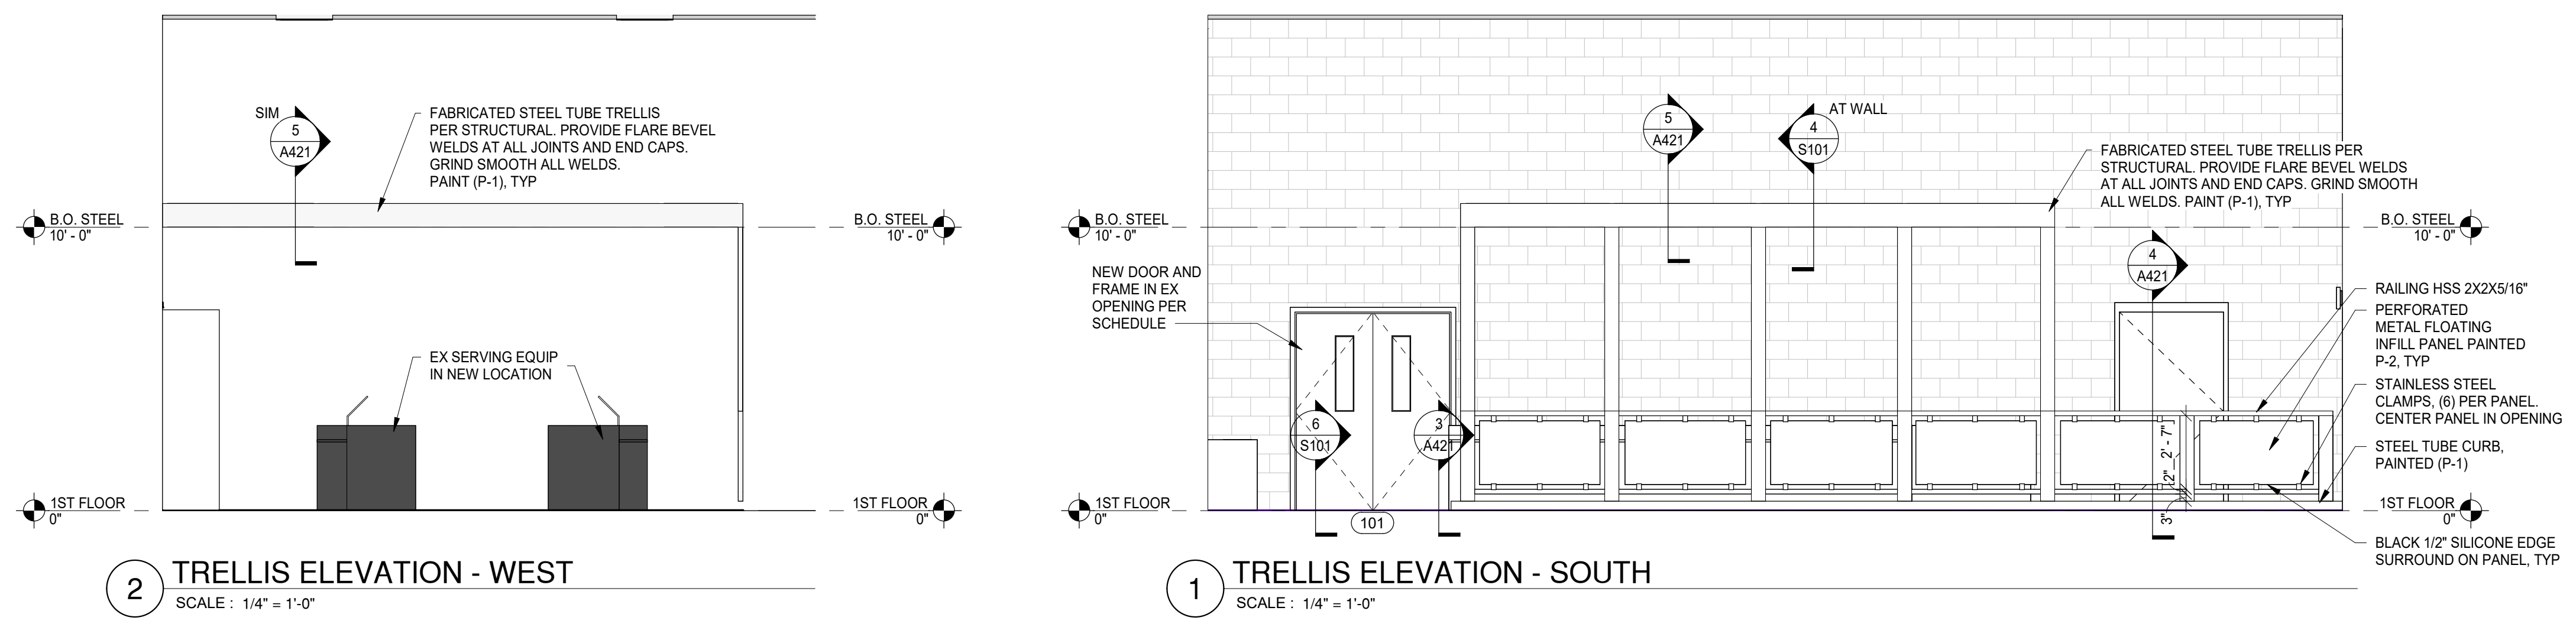 SIM
5
A421
FABRICATED STEEL TUBE TRELLIS
PER STRUCTURAL. PROVIDE FLARE BEVEL
WELDS AT ALL JOINTS AND END CAPS.
GRIND SMOOTH ALL WELDS.
PAINT (P-1), TYP
B.O. STEEL
10' - 0"
B.O. STEEL
10' - 0"
EX SERVING EQUIP
IN NEW LOCATION
1ST FLOOR
0"
1ST FLOOR
0"
2
TRELLIS ELEVATION - WEST
SCALE : 1/4" = 1'-0"
5
A421
4
S101
AT WALL
FABRICATED STEEL TUBE TRELLIS PER
STRUCTURAL. PROVIDE FLARE BEVEL WELDS
AT ALL JOINTS AND END CAPS. GRIND SMOOTH
ALL WELDS. PAINT (P-1), TYP
B.O. STEEL
10' - 0"
B.O. STEEL
10' - 0"
NEW DOOR AND
FRAME IN EX
OPENING PER
SCHEDULE
4
A421
RAILING HSS 2X2X5/16"
PERFORATED
METAL FLOATING
INFILL PANEL PAINTED
P-2, TYP
STAINLESS STEEL
CLAMPS, (6) PER PANEL.
CENTER PANEL IN OPENING
STEEL TUBE CURB,
PAINTED (P-1)
6
S101
3
A421
2' - 7"
2"
3"
1ST FLOOR
0"
101
1ST FLOOR
0"
BLACK 1/2" SILICONE EDGE
SURROUND ON PANEL, TYP
1
TRELLIS ELEVATION - SOUTH
SCALE : 1/4" = 1'-0"